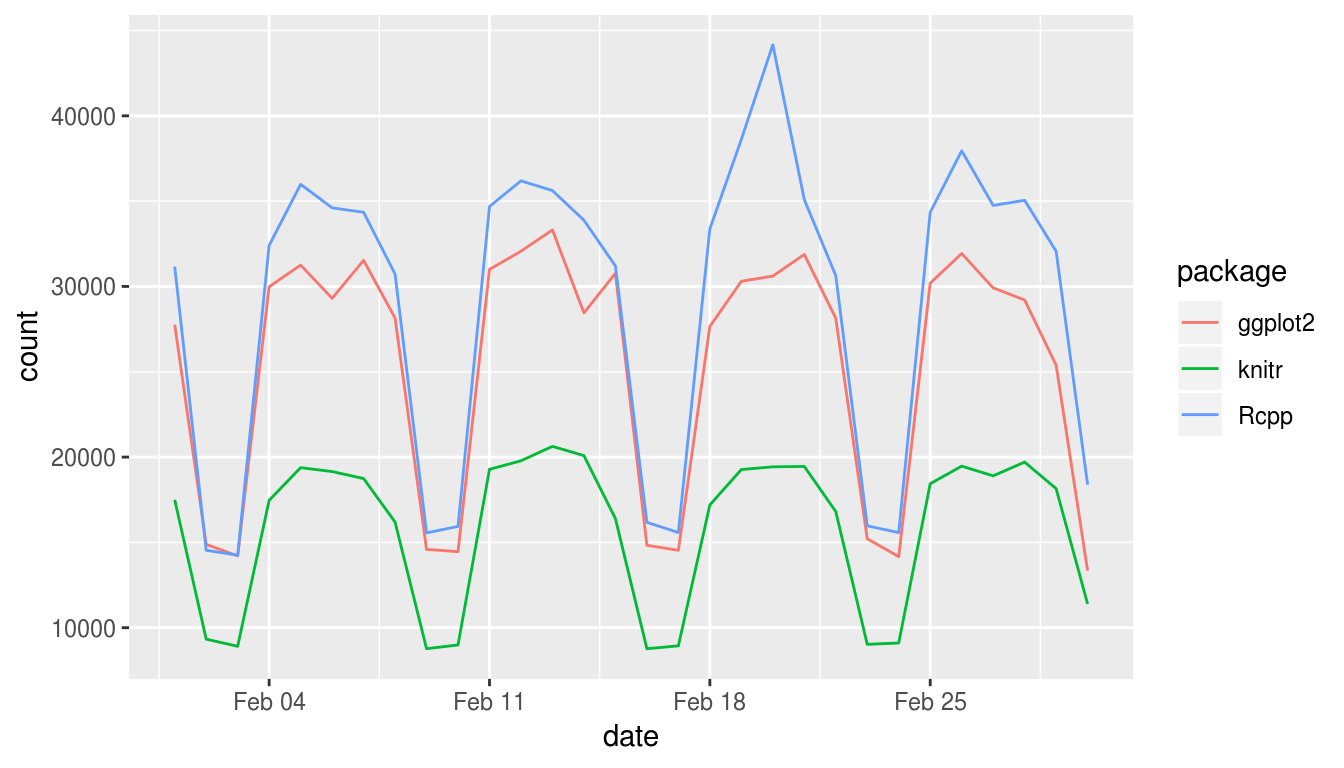 40000
30000
20000
10000
count
Feb 04
Feb 11
Feb 18
Feb 25
date
package
ggplot2
knitr
Rcpp